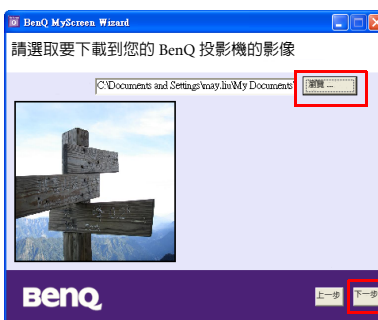 BenQ MyScreen Wizard
請選取要下載到您的 BenQ 投影機的影像
C:\Documents and Settings\may.liu\My Documents
瀏覽 ...
BenQ
上一步
下一步